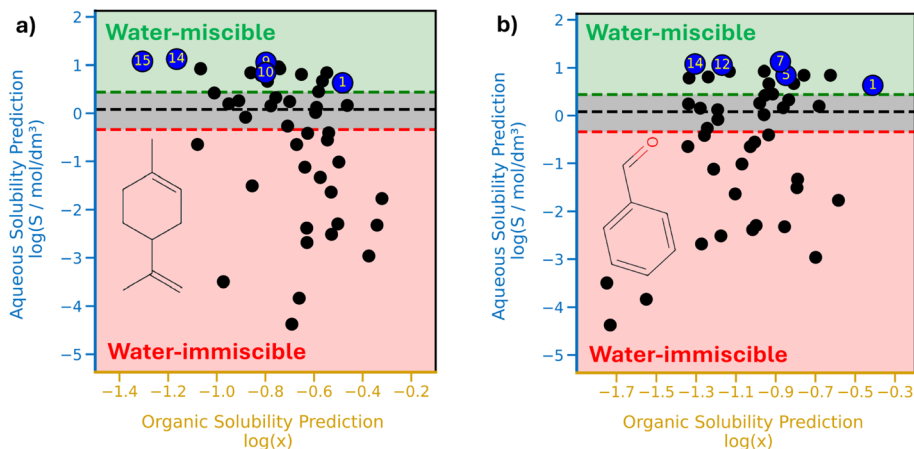 a)
Water-miscible
15
14
9
10
1
2
1
0
−1
−2
−3
−4
−5
Aqueous Solubility Prediction
log(S / mol/dm³)
Water-immiscible
−1.4
−1.2
−1.0
−0.8
−0.6
−0.4
−0.2
Organic Solubility Prediction
log(x)
b)
Water-miscible
14
12
7
5
1
2
1
0
−1
−2
−3
−4
−5
Aqueous Solubility Prediction
log(S / mol/dm³)
O
Water-immiscible
−1.7
−1.5
−1.3
−1.1
−0.9
−0.7
−0.5
−0.3
Organic Solubility Prediction
log(x)